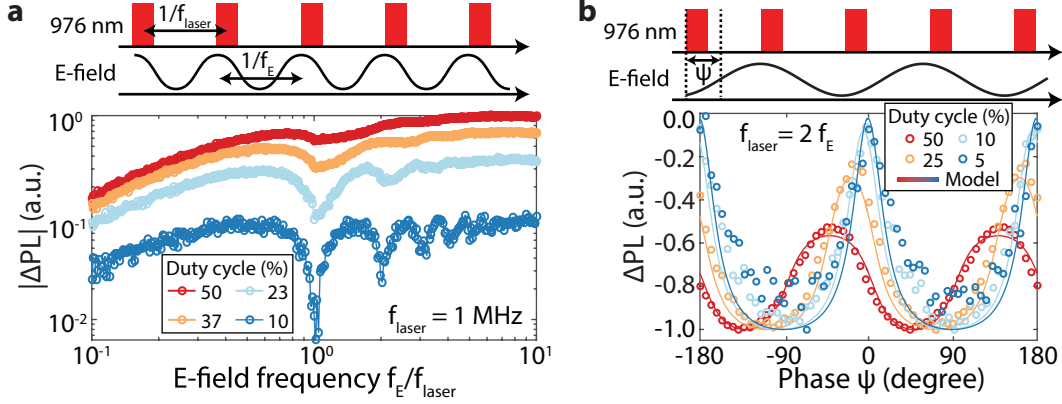 a
976 nm
1/f_laser
1/f_E
E-field
|ΔPL| (a.u.)
10^0
10^-1
10^-2
Duty cycle (%)
50 23
37 10
f_laser = 1 MHz
10^-1 10^0 10^1
E-field frequency f_E/f_laser
b
976 nm
E-field
ψ
ΔPL (a.u.)
0.0
-0.2
-0.4
-0.6
-0.8
-1.0
f_laser = 2 f_E
Duty cycle (%)
50 10
25 5
Model
-180 -90 0 90 180
Phase ψ (degree)